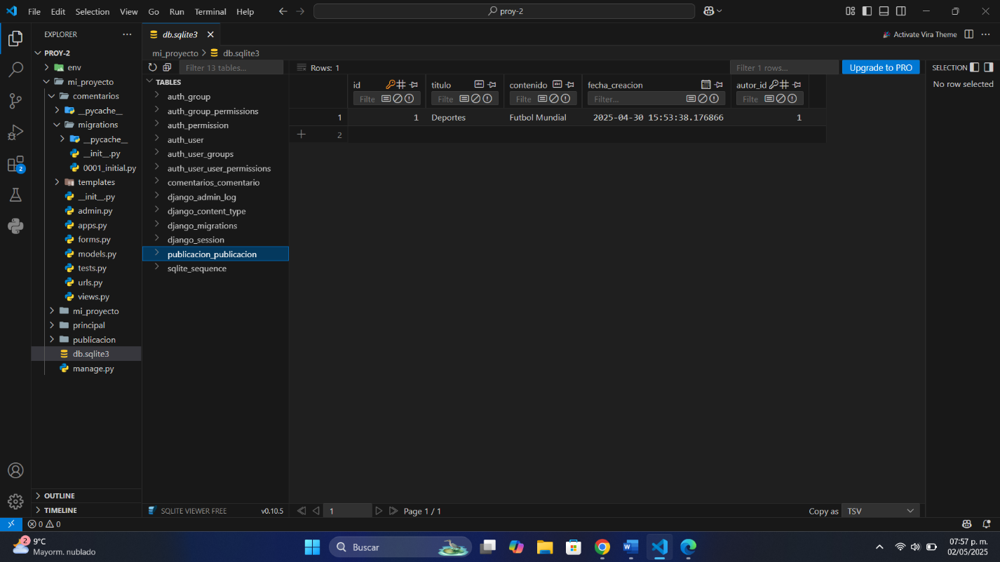 File Edit Selection View Go Run Terminal Help
proy-2
EXPLORER
PROY-2
env
mi_proyecto
comentarios
__pycache__
migrations
__pycache__
__init__.py
0001_initial.py
templates
__init__.py
admin.py
apps.py
forms.py
models.py
tests.py
urls.py
views.py
mi_proyecto
principal
publicacion
db.sqlite3
manage.py
OUTLINE
TIMELINE
2
db.sqlite3
Activate Vira Theme
mi_proyecto > db.sqlite3
Filter 13 tables...
TABLES
auth_group
auth_group_permissions
auth_permission
auth_user
auth_user_groups
auth_user_user_permissions
comentarios_comentario
django_admin_log
django_content_type
django_migrations
django_session
publicacion_publicacion
sqlite_sequence
SQLITE VIEWER FREE v0.10.5
Rows: 1
Filter 1 rows...
Upgrade to PRO
id titulo contenido fecha_creacion autor_id
Filte Filte Filte Filter... Filte
1 1 Deportes Futbol Mundial 2025-04-30 15:53:38.176866 1
2
1 Page 1 / 1
Copy as TSV
SELECTION
No row selected
0 0
2 9°C
Mayorm. nublado
Buscar
07:57 p. m.
02/05/2025